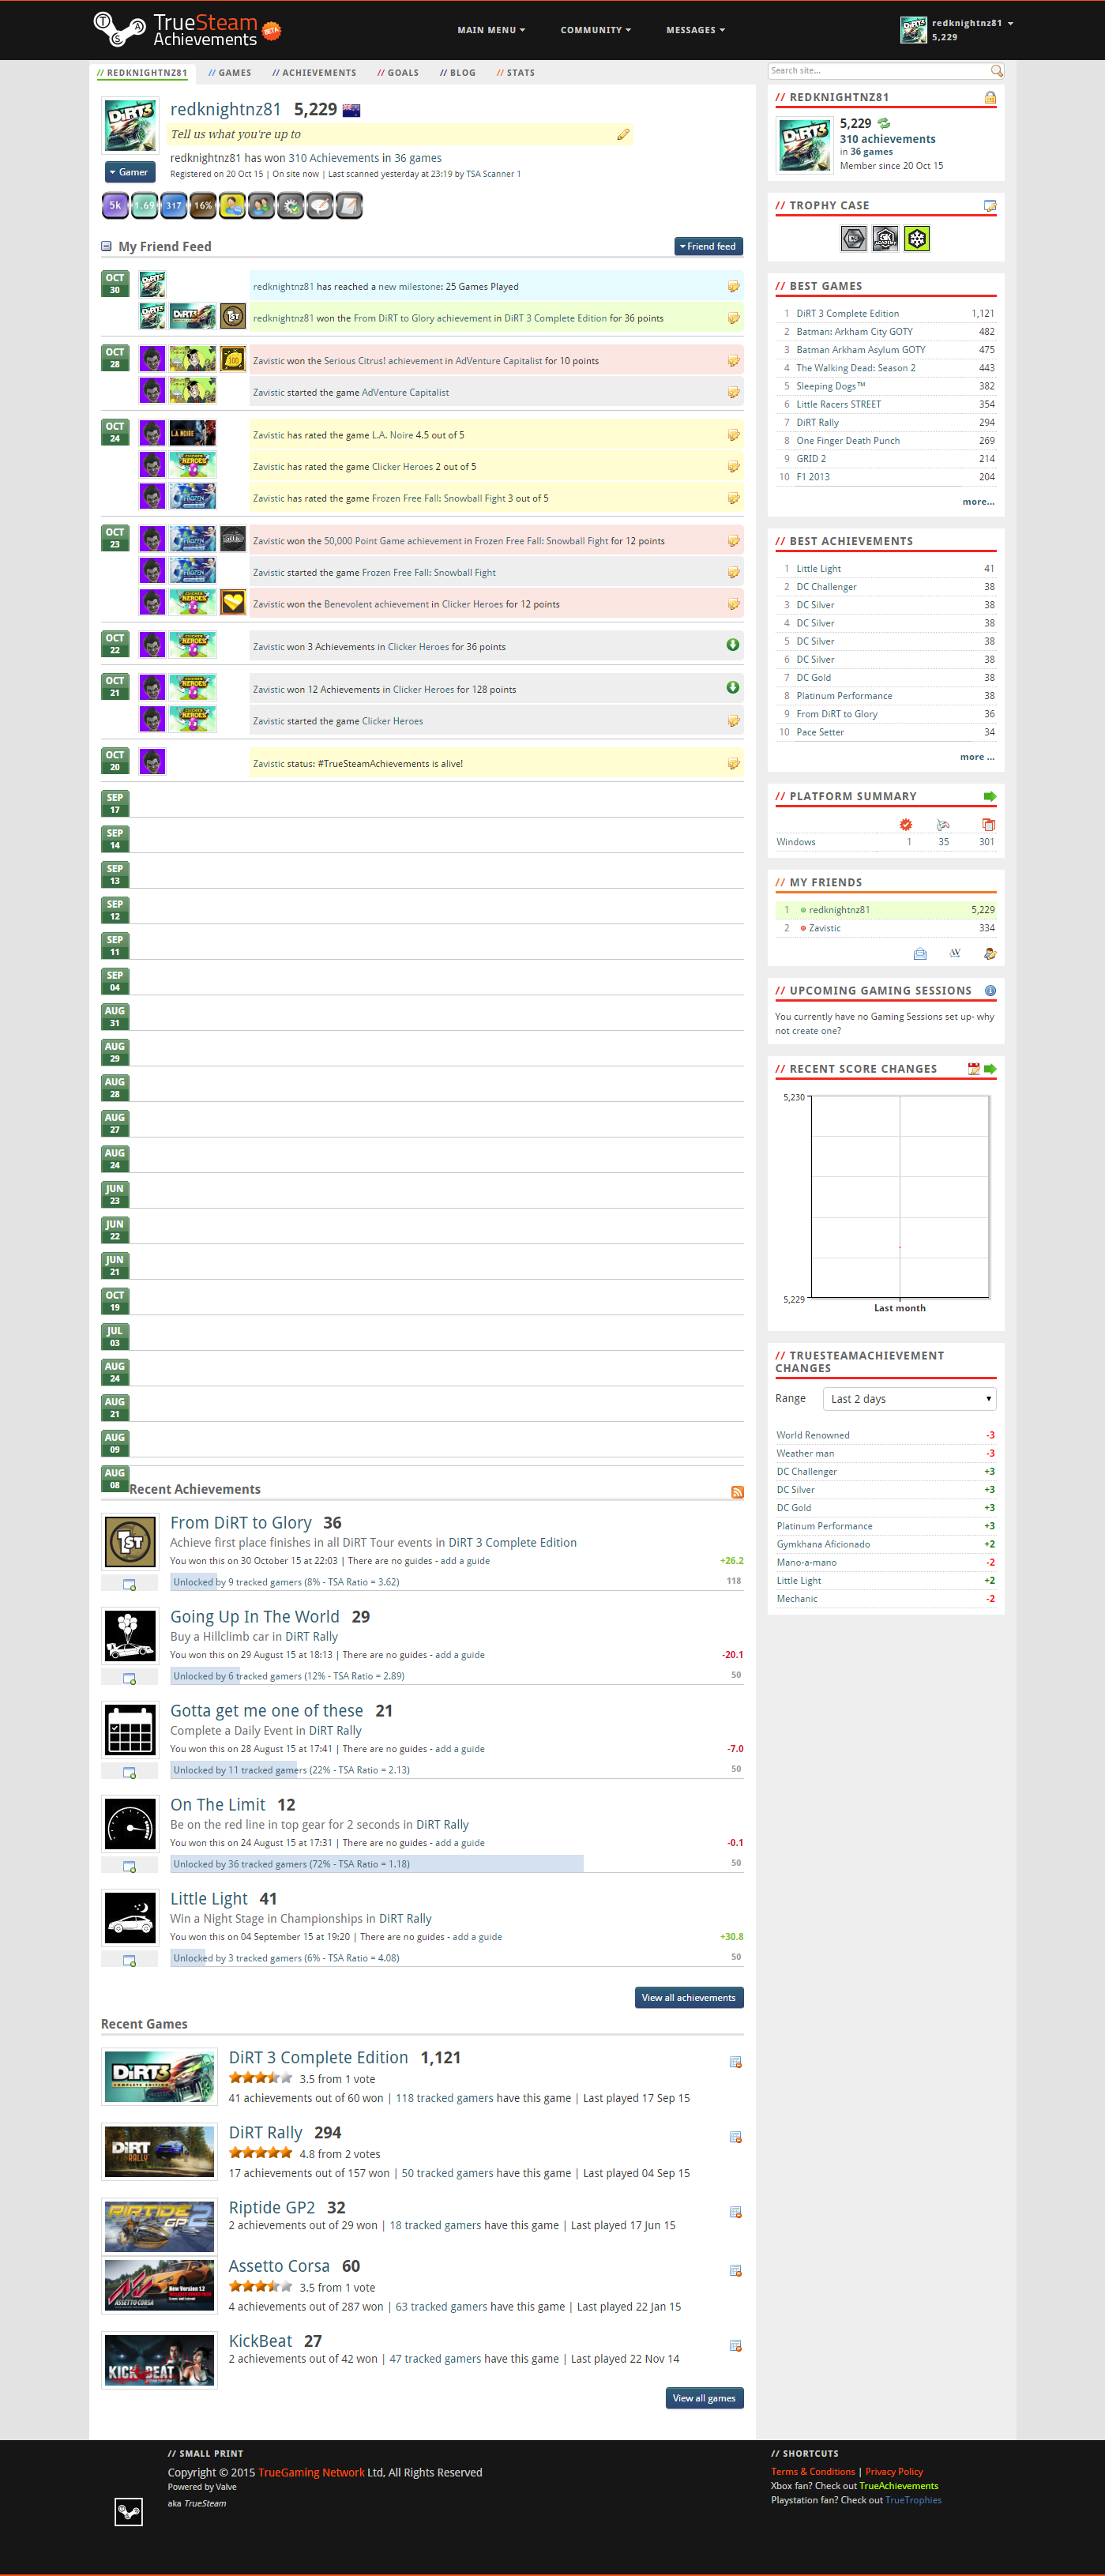 TrueSteam
Achievements
BETA
MAIN MENU
COMMUNITY
MESSAGES
redknightnz81
5,229
// REDKNIGHTNZ81
// GAMES
// ACHIEVEMENTS
// GOALS
// BLOG
// STATS
Search site...
redknightnz81 5,229
Tell us what you're up to
redknightnz81 has won 310 Achievements in 36 games
Registered on 20 Oct 15 | On site now | Last scanned yesterday at 23:19 by TSA Scanner 1
Gamer
5k 1.69 317 16%
My Friend Feed
Friend feed
OCT
30
redknightnz81 has reached a new milestone: 25 Games Played
redknightnz81 won the From DiRT to Glory achievement in DiRT 3 Complete Edition for 36 points
OCT
28
Zavistic won the Serious Citrus! achievement in AdVenture Capitalist for 10 points
Zavistic started the game AdVenture Capitalist
OCT
24
Zavistic has rated the game L.A. Noire 4.5 out of 5
Zavistic has rated the game Clicker Heroes 2 out of 5
Zavistic has rated the game Frozen Free Fall: Snowball Fight 3 out of 5
OCT
23
Zavistic won the 50,000 Point Game achievement in Frozen Free Fall: Snowball Fight for 12 points
Zavistic started the game Frozen Free Fall: Snowball Fight
Zavistic won the Benevolent achievement in Clicker Heroes for 12 points
OCT
22
Zavistic won 3 Achievements in Clicker Heroes for 36 points
OCT
21
Zavistic won 12 Achievements in Clicker Heroes for 128 points
Zavistic started the game Clicker Heroes
OCT
20
Zavistic status: #TrueSteamAchievements is alive!
SEP
17
SEP
14
SEP
13
SEP
12
SEP
11
SEP
04
AUG
31
AUG
29
AUG
28
AUG
27
AUG
24
JUN
23
JUN
22
JUN
21
OCT
19
JUL
03
AUG
24
AUG
21
AUG
09
AUG
08
Recent Achievements
From DiRT to Glory 36
Achieve first place finishes in all DiRT Tour events in DiRT 3 Complete Edition
You won this on 30 October 15 at 22:03 | There are no guides - add a guide +26.2
Unlocked by 9 tracked gamers (8% - TSA Ratio = 3.62) 118
Going Up In The World 29
Buy a Hillclimb car in DiRT Rally
You won this on 29 August 15 at 18:13 | There are no guides - add a guide -20.1
Unlocked by 6 tracked gamers (12% - TSA Ratio = 2.89) 50
Gotta get me one of these 21
Complete a Daily Event in DiRT Rally
You won this on 28 August 15 at 17:41 | There are no guides - add a guide -7.0
Unlocked by 11 tracked gamers (22% - TSA Ratio = 2.13) 50
On The Limit 12
Be on the red line in top gear for 2 seconds in DiRT Rally
You won this on 24 August 15 at 17:31 | There are no guides - add a guide -0.1
Unlocked by 36 tracked gamers (72% - TSA Ratio = 1.18) 50
Little Light 41
Win a Night Stage in Championships in DiRT Rally
You won this on 04 September 15 at 19:20 | There are no guides - add a guide +30.8
Unlocked by 3 tracked gamers (6% - TSA Ratio = 4.08) 50
View all achievements
Recent Games
DiRT 3 Complete Edition 1,121
3.5 from 1 vote
41 achievements out of 60 won | 118 tracked gamers have this game | Last played 17 Sep 15
DiRT Rally 294
4.8 from 2 votes
17 achievements out of 157 won | 50 tracked gamers have this game | Last played 04 Sep 15
Riptide GP2 32
2 achievements out of 29 won | 18 tracked gamers have this game | Last played 17 Jun 15
Assetto Corsa 60
3.5 from 1 vote
4 achievements out of 287 won | 63 tracked gamers have this game | Last played 22 Jan 15
KickBeat 27
2 achievements out of 42 won | 47 tracked gamers have this game | Last played 22 Nov 14
View all games
// REDKNIGHTNZ81
5,229
310 achievements
in 36 games
Member since 20 Oct 15
// TROPHY CASE
// BEST GAMES
1 DiRT 3 Complete Edition 1,121
2 Batman: Arkham City GOTY 482
3 Batman Arkham Asylum GOTY 475
4 The Walking Dead: Season 2 443
5 Sleeping Dogs™ 382
6 Little Racers STREET 354
7 DiRT Rally 294
8 One Finger Death Punch 269
9 GRID 2 214
10 F1 2013 204
more...
// BEST ACHIEVEMENTS
1 Little Light 41
2 DC Challenger 38
3 DC Silver 38
4 DC Silver 38
5 DC Silver 38
6 DC Silver 38
7 DC Gold 38
8 Platinum Performance 38
9 From DiRT to Glory 36
10 Pace Setter 34
more ...
// PLATFORM SUMMARY
Windows 1 35 301
// MY FRIENDS
1 redknightnz81 5,229
2 Zavistic 334
// UPCOMING GAMING SESSIONS
You currently have no Gaming Sessions set up- why
not create one?
// RECENT SCORE CHANGES
5,230
5,229
Last month
// TRUESTEAMACHIEVEMENT
CHANGES
Range Last 2 days
World Renowned -3
Weather man -3
DC Challenger +3
DC Silver +3
DC Gold +3
Platinum Performance +3
Gymkhana Aficionado +2
Mano-a-mano -2
Little Light +2
Mechanic -2
// SMALL PRINT
Copyright © 2015 TrueGaming Network Ltd, All Rights Reserved
Powered by Valve
aka TrueSteam
// SHORTCUTS
Terms & Conditions | Privacy Policy
Xbox fan? Check out TrueAchievements
Playstation fan? Check out TrueTrophies